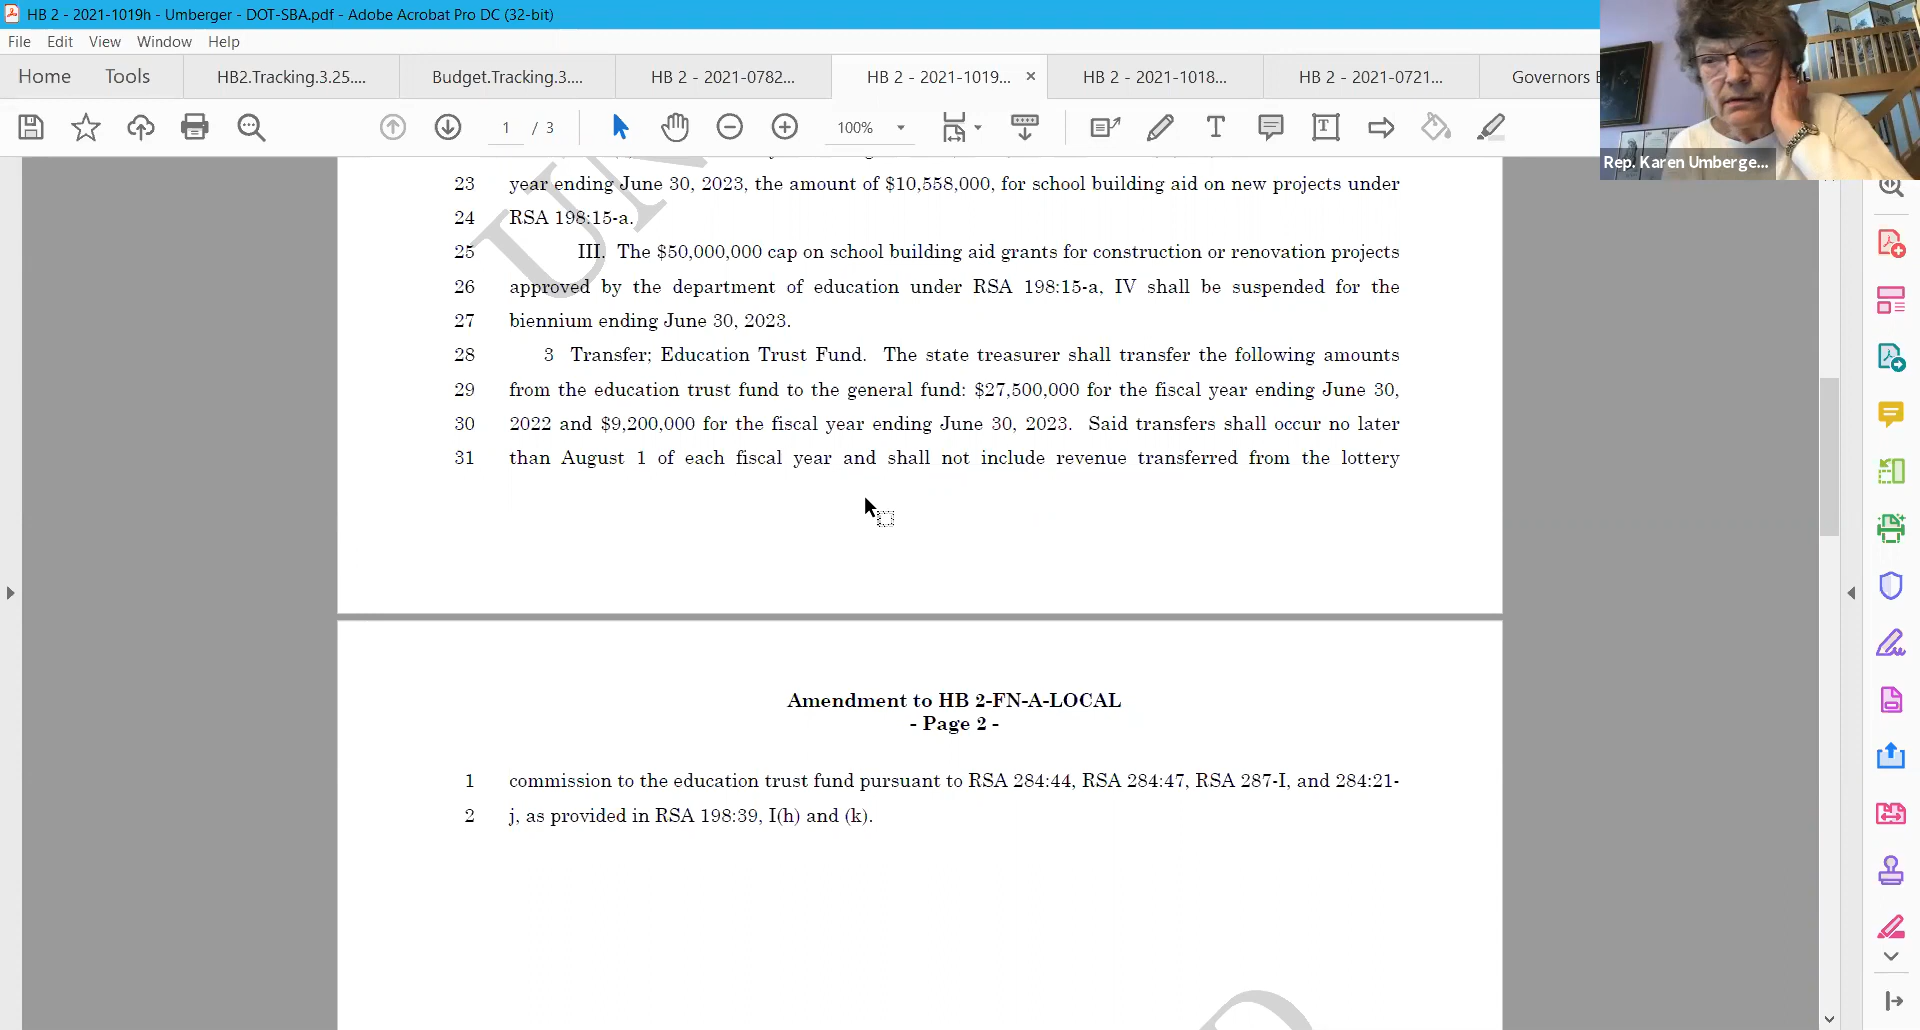 HB 2 - 2021-1019h - Umberger - DOT-SBA.pdf - Adobe Acrobat Pro DC (32-bit)
File Edit View Window Help
Home Tools HB2.Tracking.3.25.... Budget.Tracking.3.... HB 2 - 2021-0782... HB 2 - 2021-1019... × HB 2 - 2021-1018... HB 2 - 2021-0721... Governors
1 / 3 100%
Rep. Karen Umberge...
UN
23 year ending June 30, 2023, the amount of $10,558,000, for school building aid on new projects under
24 RSA 198:15-a.
25 III. The $50,000,000 cap on school building aid grants for construction or renovation projects
26 approved by the department of education under RSA 198:15-a, IV shall be suspended for the
27 biennium ending June 30, 2023.
28 3 Transfer; Education Trust Fund. The state treasurer shall transfer the following amounts
29 from the education trust fund to the general fund: $27,500,000 for the fiscal year ending June 30,
30 2022 and $9,200,000 for the fiscal year ending June 30, 2023. Said transfers shall occur no later
31 than August 1 of each fiscal year and shall not include revenue transferred from the lottery
Amendment to HB 2-FN-A-LOCAL
- Page 2 -
1 commission to the education trust fund pursuant to RSA 284:44, RSA 284:47, RSA 287-I, and 284:21-
2 j, as provided in RSA 198:39, I(h) and (k).